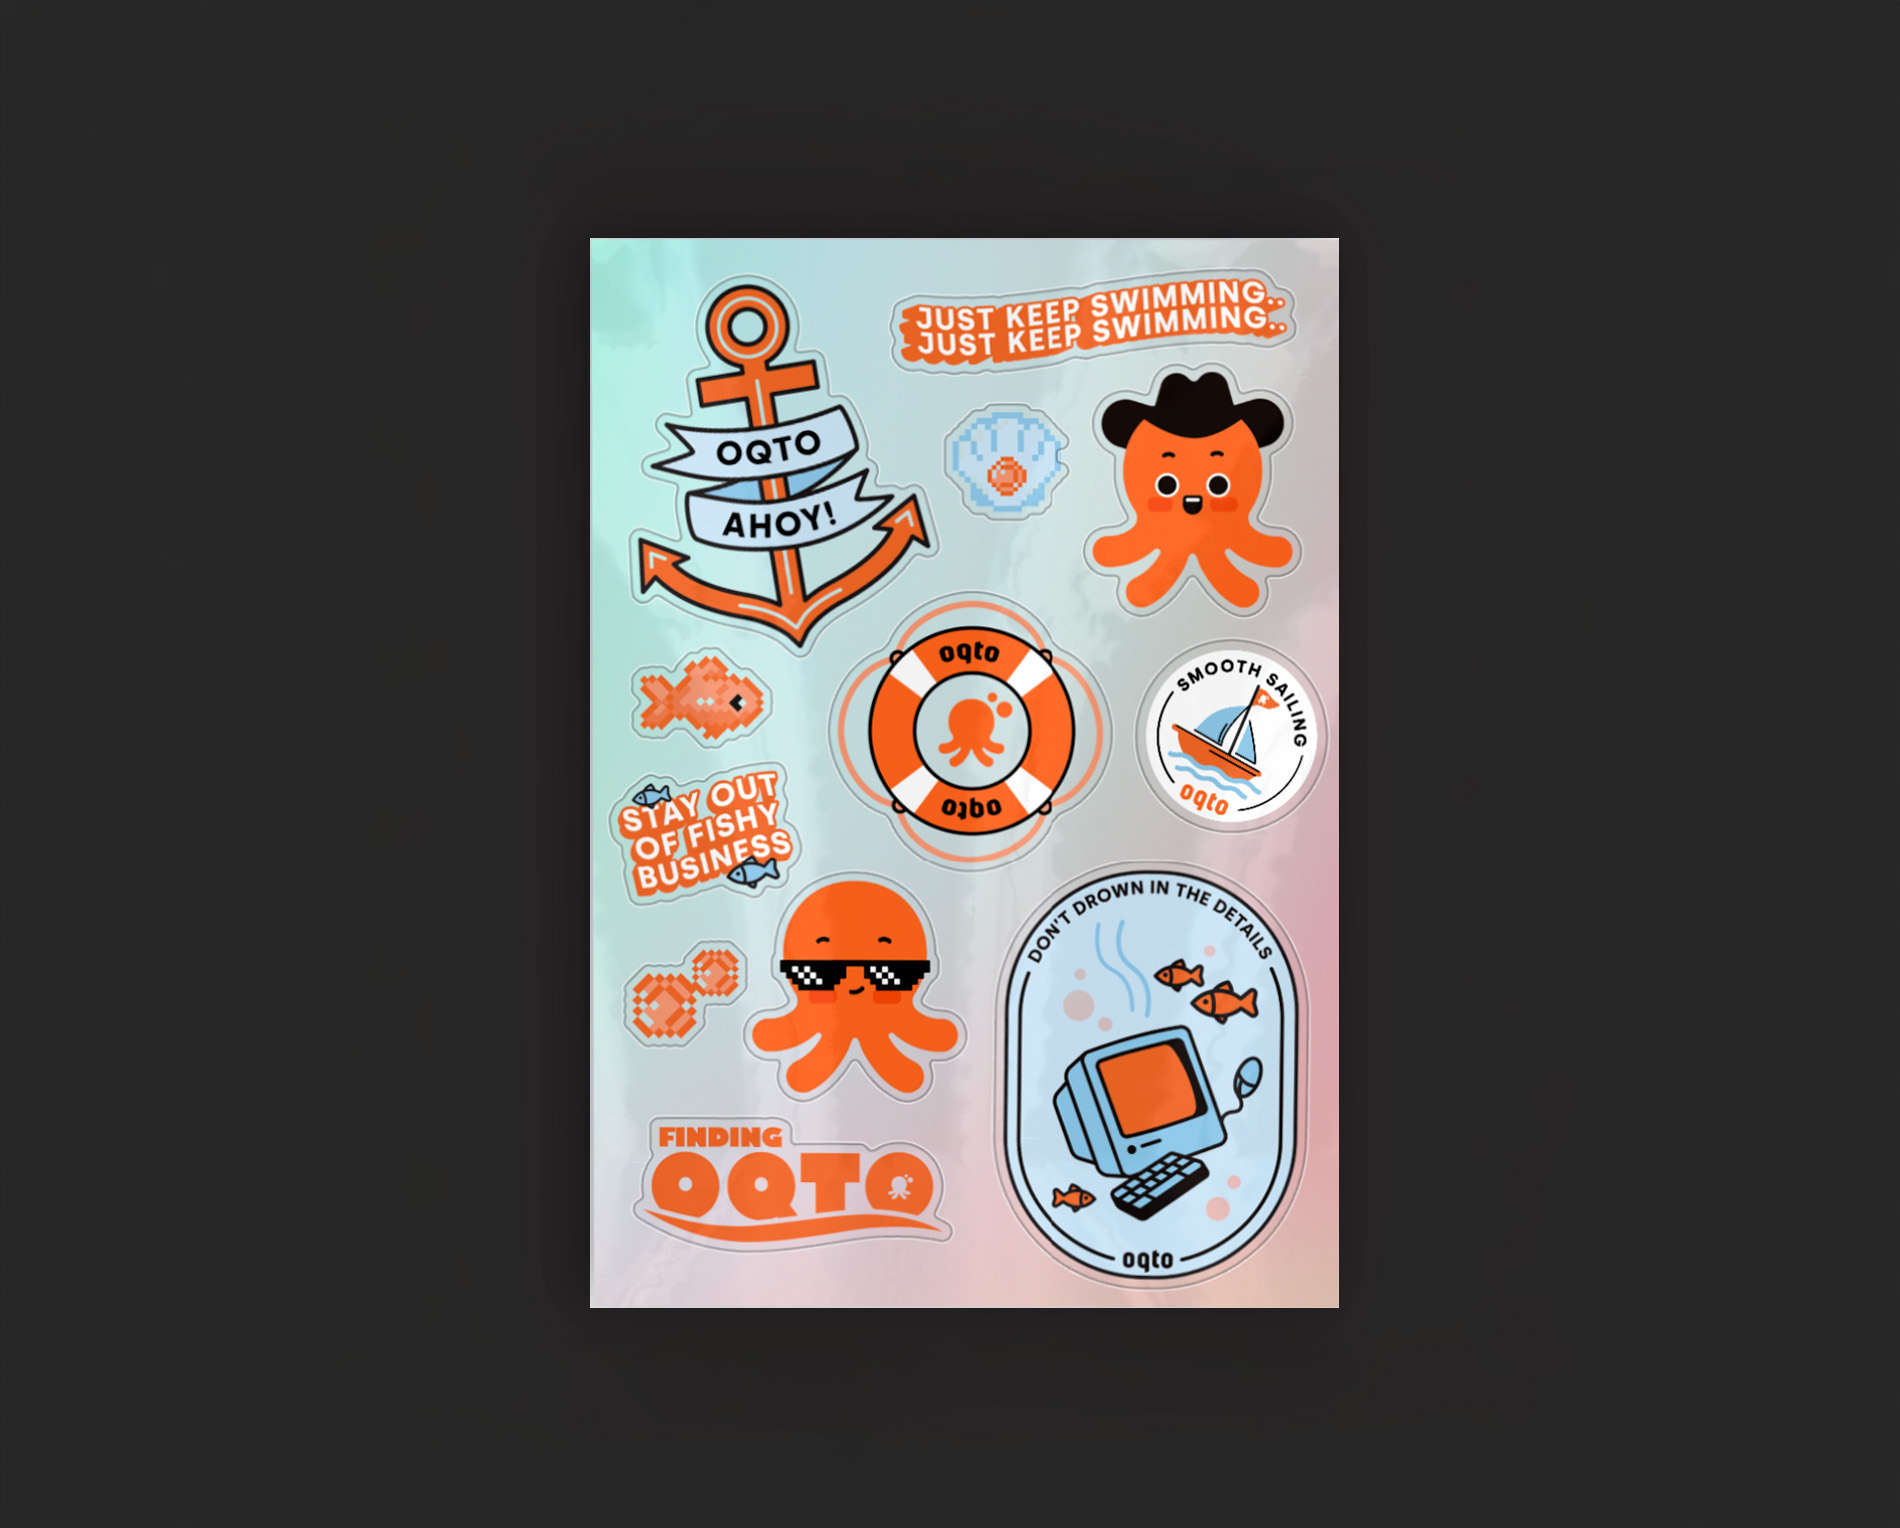 JUST KEEP SWIMMING..
JUST KEEP SWIMMING..
OQTO
AHOY!
oqto
oqto
SMOOTH SAILING
oqto
STAY OUT
OF FISHY
BUSINESS
DON'T DROWN IN THE DETAILS
oqto
FINDING
OQTO